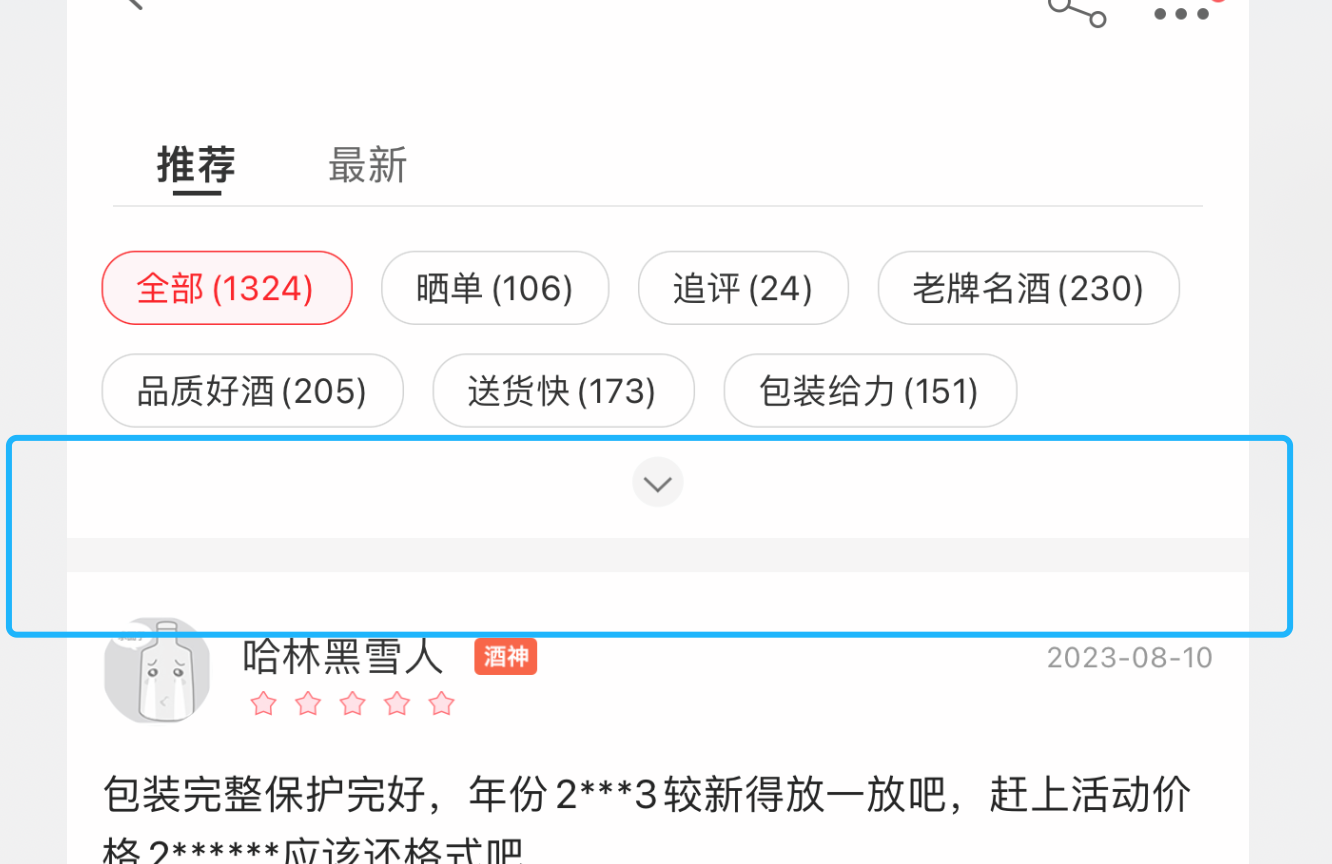 推荐 最新
全部(1324) 晒单(106) 追评(24) 老牌名酒(230)
品质好酒(205) 送货快(173) 包装给力(151)
哈林黑雪人 酒神 2023-08-10
包装完整保护完好，年份2***3较新得放一放吧，赶上活动价
格2******应该还格式吧